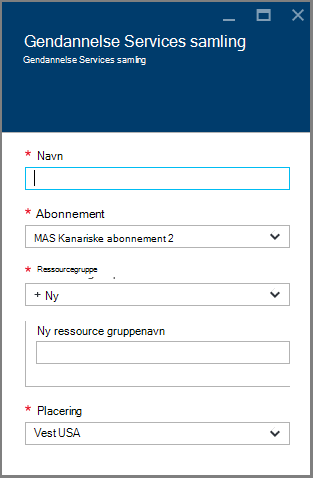 Gendannelse Services samling
Gendannelse Services samling
* Navn
* Abonnement
MAS Kanariske abonnement 2
* Ressourcegruppe
+ Ny
Ny ressource gruppenavn
* Placering
Vest USA